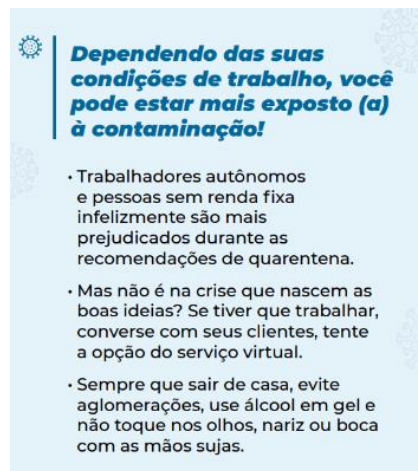 Dependendo das suas
condições de trabalho, você
pode estar mais exposto (a)
à contaminação!
• Trabalhadores autônomos
e pessoas sem renda fixa
infelizmente são mais
prejudicados durante as
recomendações de quarentena.
• Mas não é na crise que nascem as
boas ideias? Se tiver que trabalhar,
converse com seus clientes, tente
a opção do serviço virtual.
• Sempre que sair de casa, evite
aglomerações, use álcool em gel e
não toque nos olhos, nariz ou boca
com as mãos sujas.